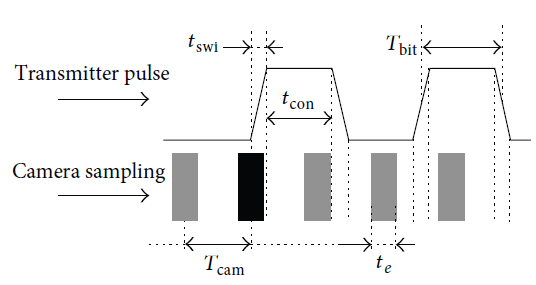 t_swi
T_bit
Transmitter pulse
t_con
Camera sampling
T_cam
t_e